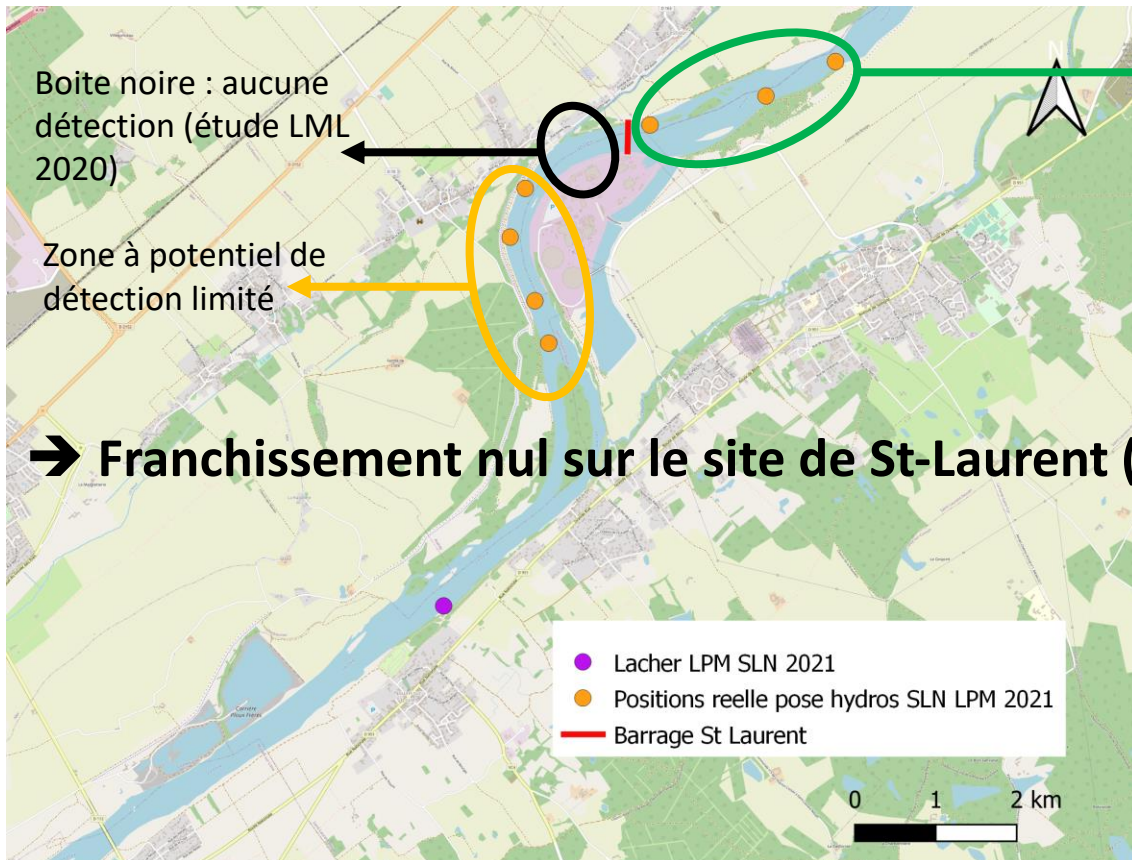 Boite noire : aucune
détection (étude LML
2020)
N
Zone à potentiel de
détection limité
➔ Franchissement nul sur le site de St-Laurent (
Lacher LPM SLN 2021
Positions reelle pose hydros SLN LPM 2021
Barrage St Laurent
0 1 2 km